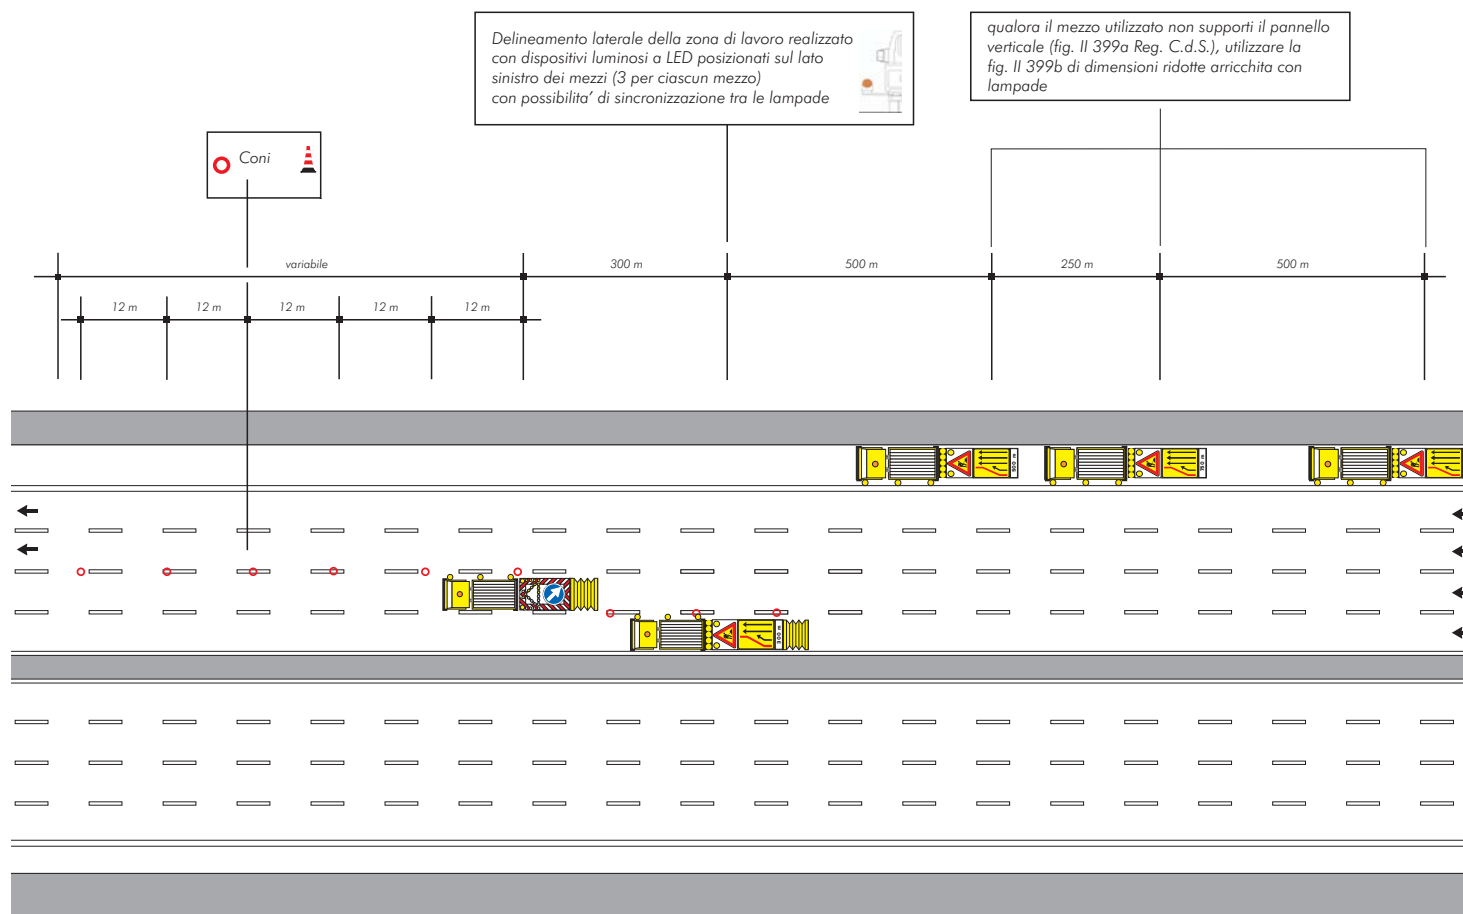 Delineamento laterale della zona di lavoro realizzato
con dispositivi luminosi a LED posizionati sul lato
sinistro dei mezzi (3 per ciascun mezzo)
con possibilita' di sincronizzazione tra le lampade
qualora il mezzo utilizzato non supporti il pannello
verticale (fig. II 399a Reg. C.d.S.), utilizzare la
fig. II 399b di dimensioni ridotte arricchita con
lampade
Coni
variabile
300 m
500 m
250 m
500 m
12 m
12 m
12 m
12 m
12 m
300 m